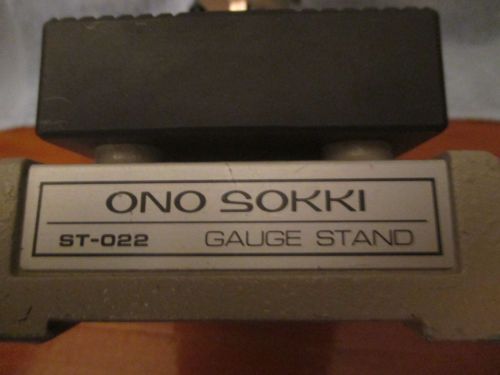 ONO SOKKI
ST-022 GAUGE STAND